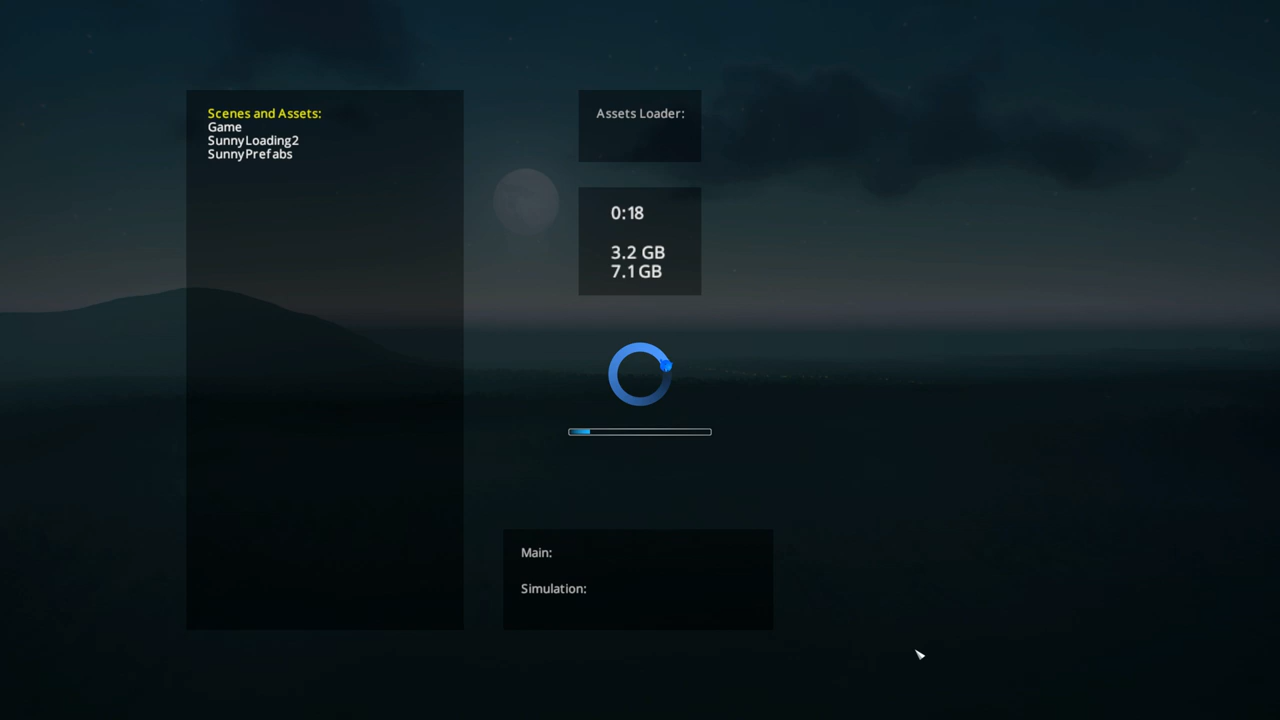 Scenes and Assets:
Game
SunnyLoading2
SunnyPrefabs
Assets Loader:
0:18
3.2 GB
7.1 GB
Main:
Simulation: